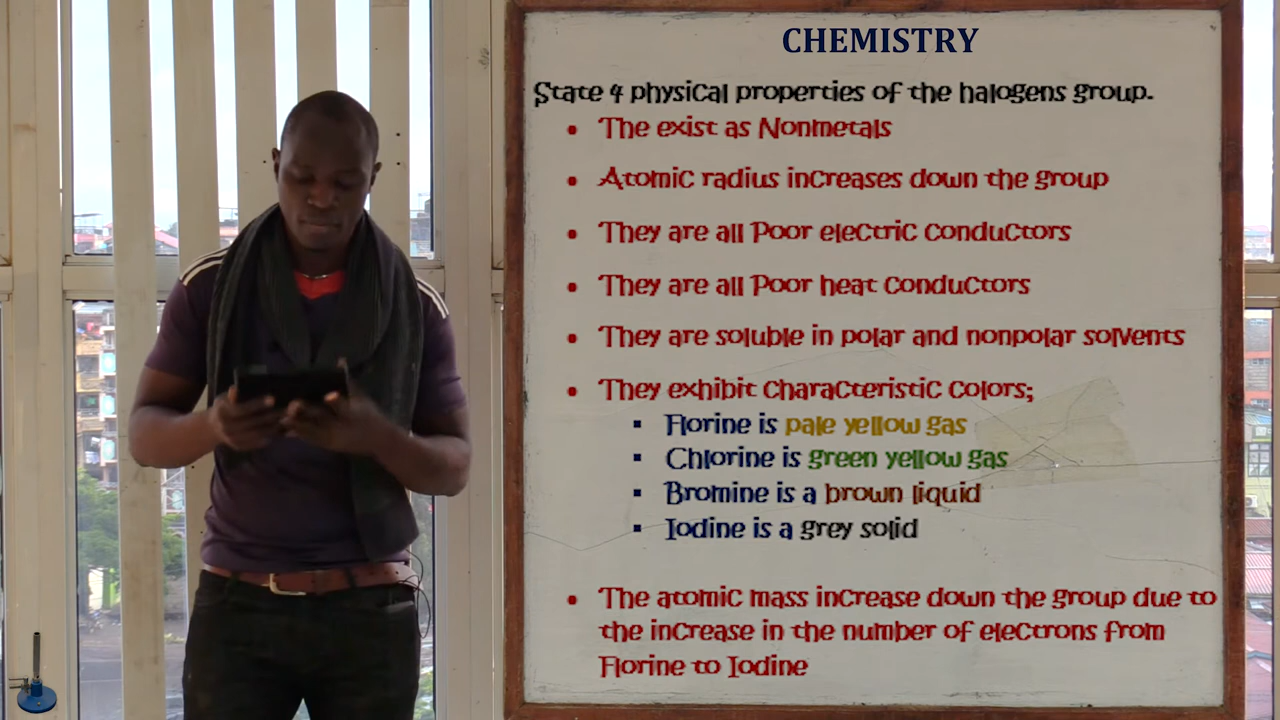 CHEMISTRY
State 4 physical properties of the halogens group.
• The exist as Nonmetals
• Atomic radius increases down the group
• They are all Poor electric conductors
• They are all Poor heat conductors
• They are soluble in polar and nonpolar solvents
• They exhibit characteristic colors;
▪ Florine is pale yellow gas
▪ Chlorine is green yellow gas
▪ Bromine is a brown liquid
▪ Iodine is a grey solid
• The atomic mass increase down the group due to
the increase in the number of electrons from
Florine to Iodine